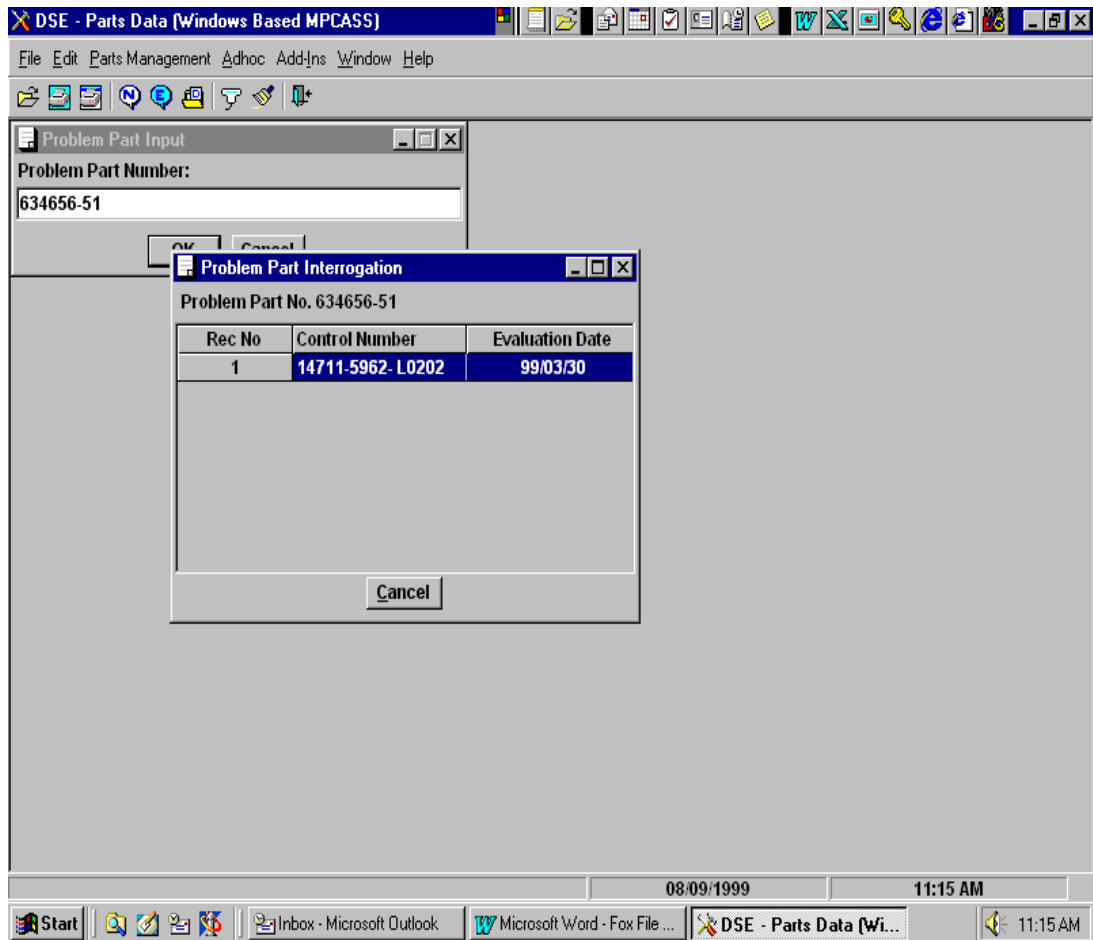 DSE - Parts Data (Windows Based MPCASS)
File Edit Parts Management Adhoc Add-Ins Window Help
Problem Part Input
Problem Part Number:
634656-51
OK Cancel
Problem Part Interrogation
Problem Part No. 634656-51
Rec No Control Number Evaluation Date
1 14711-5962- L0202 99/03/30
Cancel
08/09/1999 11:15 AM
Start Inbox - Microsoft Outlook Microsoft Word - Fox File ... DSE - Parts Data (Wi... 11:15 AM